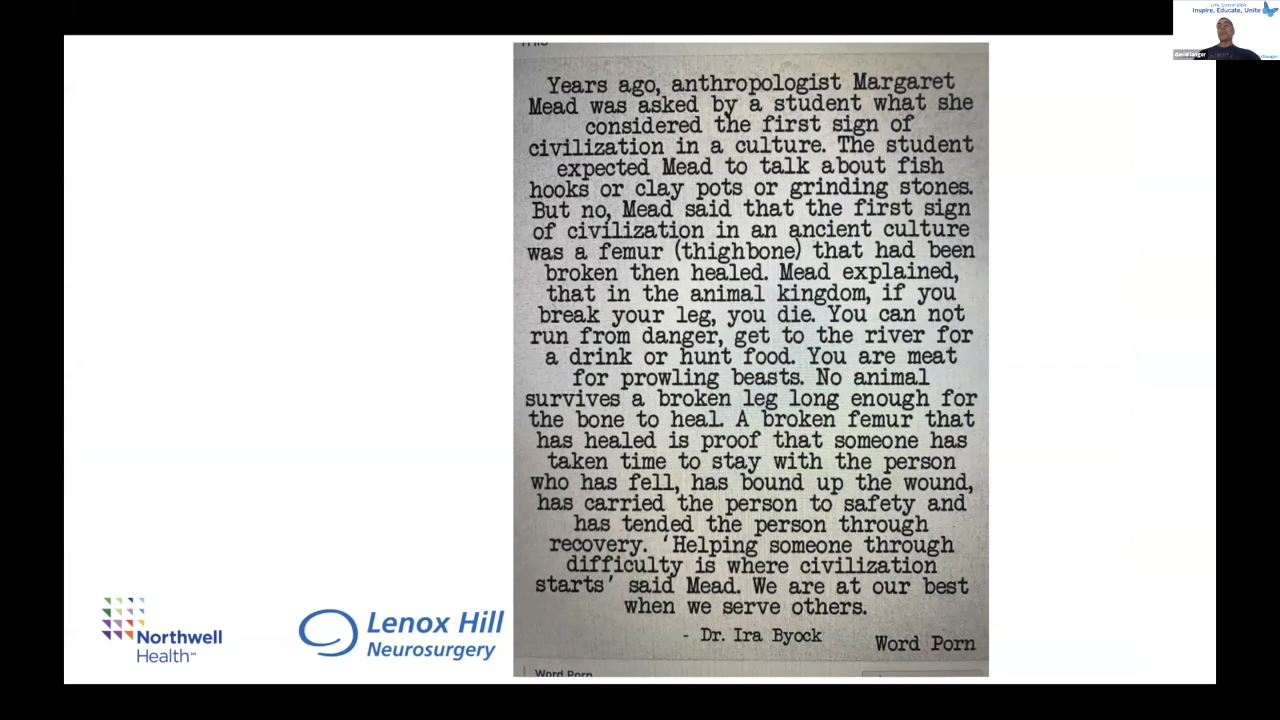 Inspire, Educate, Unite
david langer
Years ago, anthropologist Margaret
Mead was asked by a student what she
considered the first sign of
civilization in a culture. The student
expected Mead to talk about fish
hooks or clay pots or grinding stones.
But no, Mead said that the first sign
of civilization in an ancient culture
was a femur (thighbone) that had been
broken then healed. Mead explained,
that in the animal kingdom, if you
break your leg, you die. You can not
run from danger, get to the river for
a drink or hunt food. You are meat
for prowling beasts. No animal
survives a broken leg long enough for
the bone to heal. A broken femur that
has healed is proof that someone has
taken time to stay with the person
who has fell, has bound up the wound,
has carried the person to safety and
has tended the person through
recovery. 'Helping someone through
difficulty is where civilization
starts' said Mead. We are at our best
when we serve others.
- Dr. Ira Byock
Word Porn
Word Porn
Northwell
Health℠
Lenox Hill
Neurosurgery